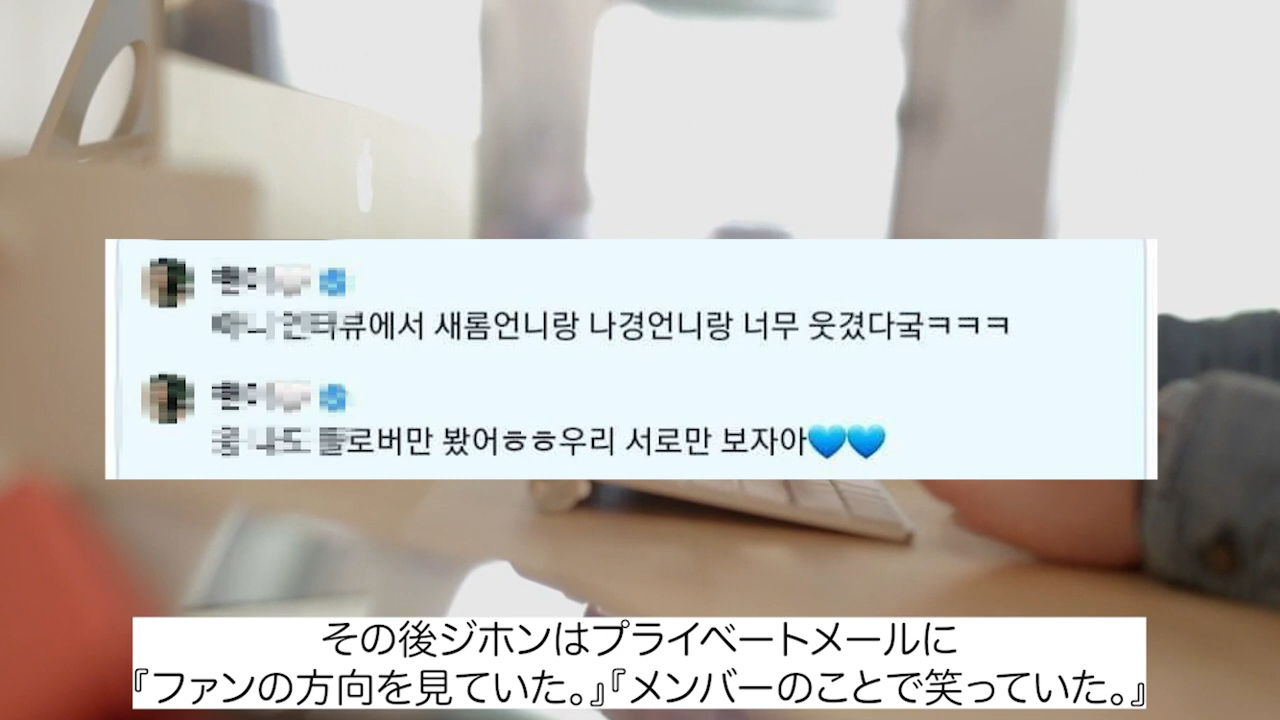 뷰에서 새롬언니랑 나경언니랑 너무 웃겼다국ㅋㅋㅋ
로버만 봤어ㅎㅎ우리 서로만 보자아💙💙
その後ジホンはプライベートメールに
『ファンの方向を見ていた。』『メンバーのことで笑っていた。』